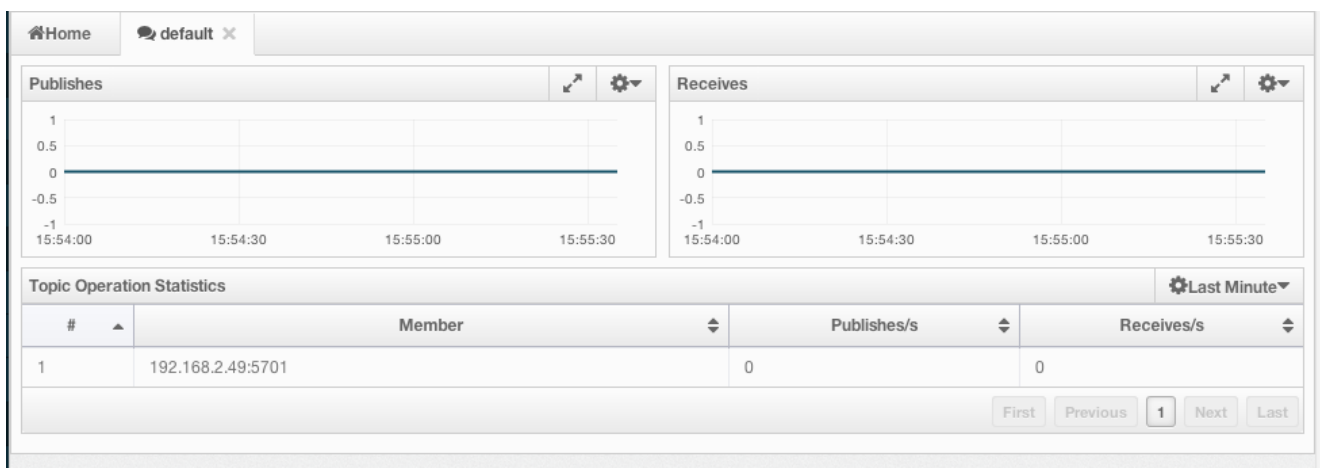 Home default
Publishes
1
0.5
0
-0.5
-1
15:54:00 15:54:30 15:55:00 15:55:30
Receives
1
0.5
0
-0.5
-1
15:54:00 15:54:30 15:55:00 15:55:30
Topic Operation Statistics Last Minute
# Member Publishes/s Receives/s
1 192.168.2.49:5701 0 0
First Previous 1 Next Last